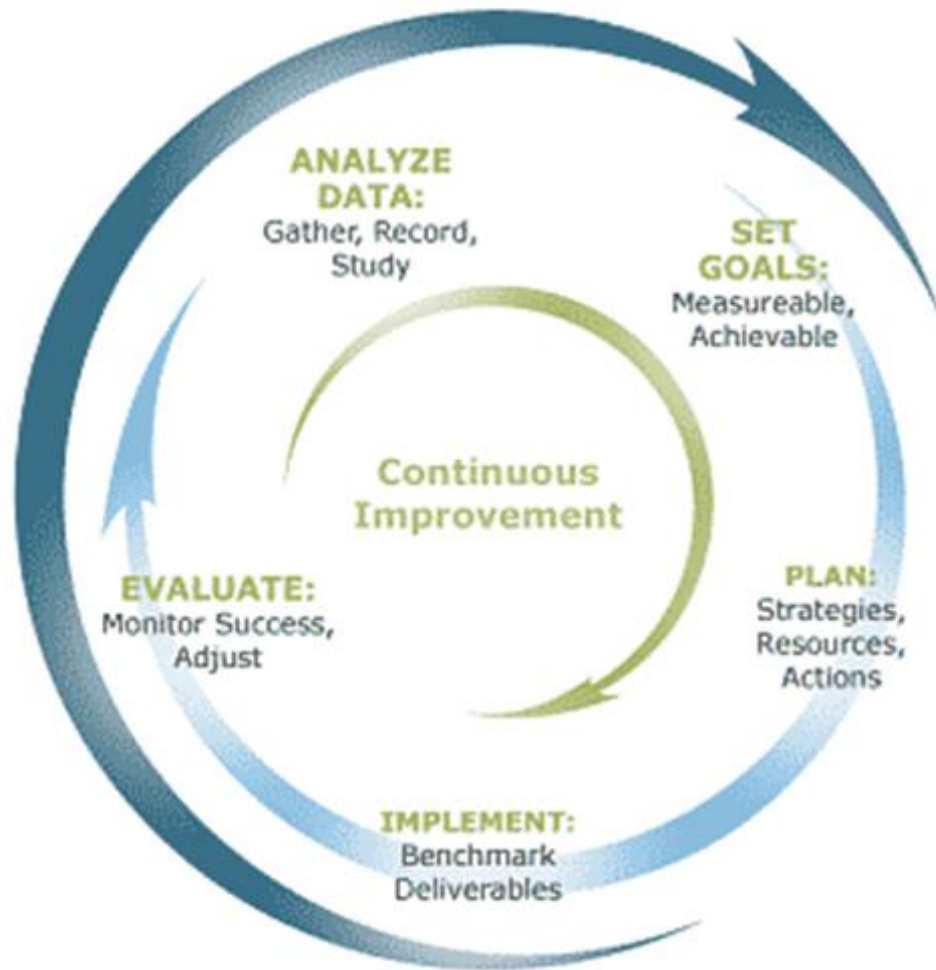 ANALYZE
DATA:
Gather, Record,
Study
SET
GOALS:
Measureable,
Achievable
Continuous
Improvement
PLAN:
Strategies,
Resources,
Actions
EVALUATE:
Monitor Success,
Adjust
IMPLEMENT:
Benchmark
Deliverables